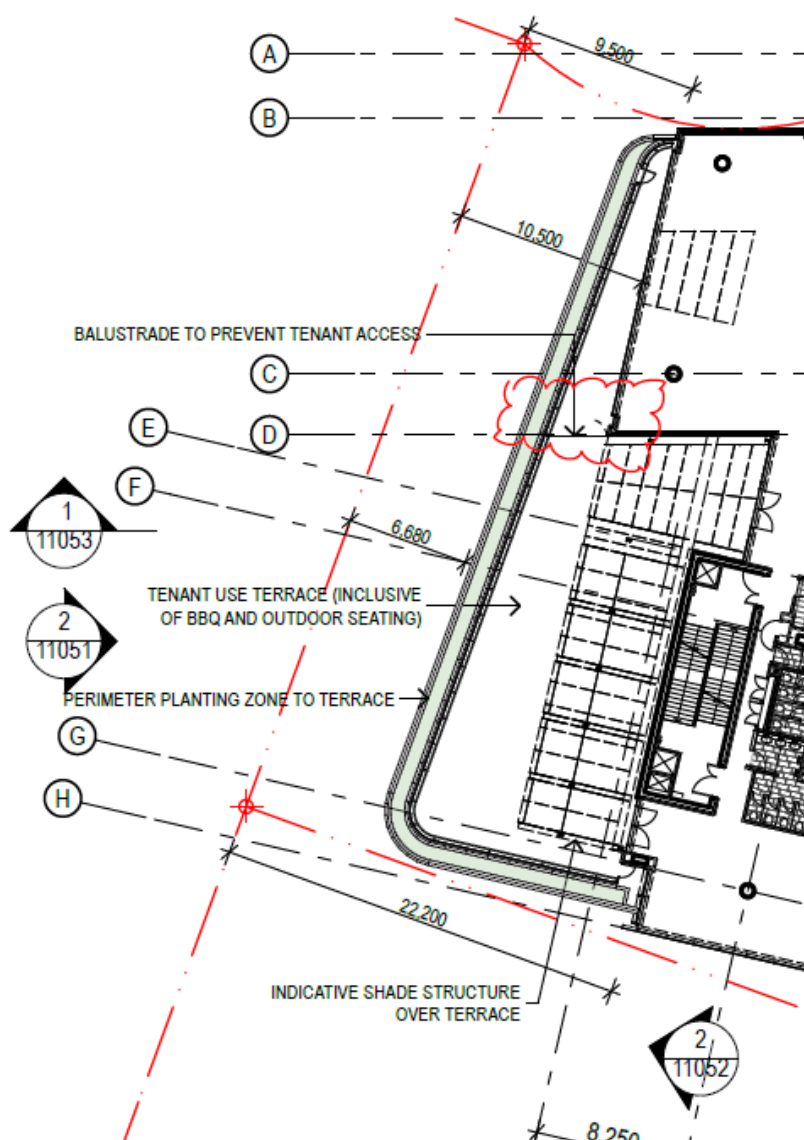 A
9,500
B
10,500
BALUSTRADE TO PREVENT TENANT ACCESS
C
E
D
F
1
11053
6,680
TENANT USE TERRACE (INCLUSIVE
OF BBQ AND OUTDOOR SEATING)
2
11051
PERIMETER PLANTING ZONE TO TERRACE
G
H
22,200
INDICATIVE SHADE STRUCTURE
OVER TERRACE
2
11052
8,250